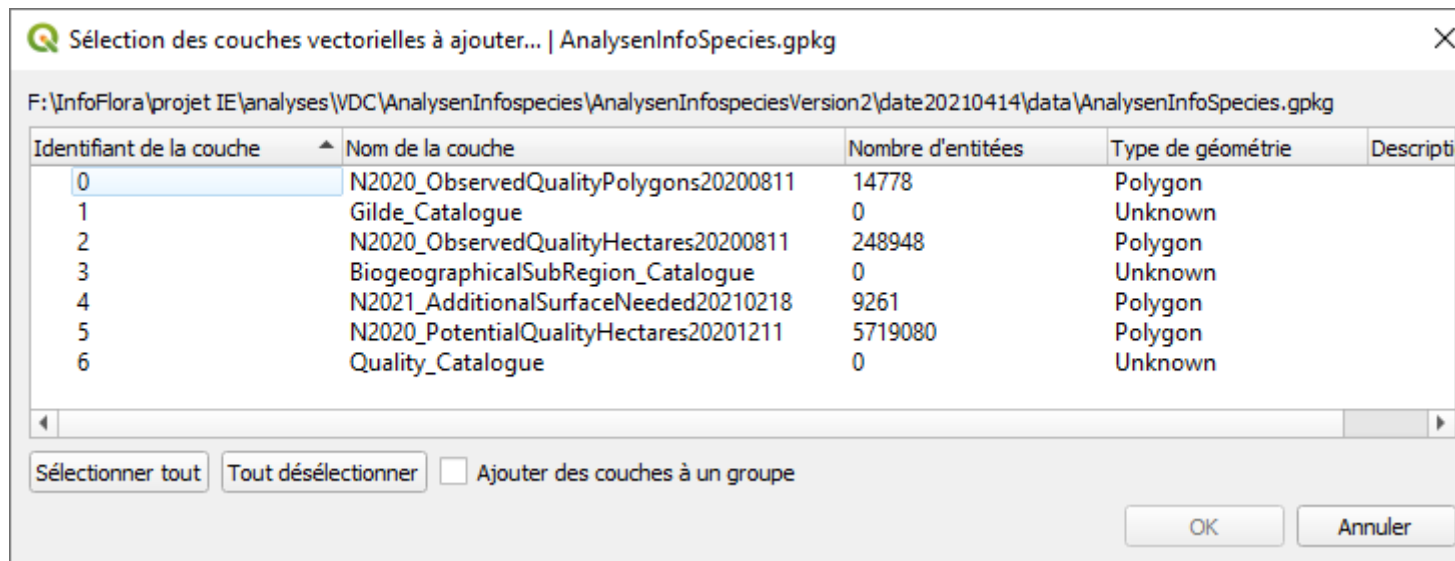 Sélection des couches vectorielles à ajouter... | AnalysenInfoSpecies.gpkg
F:\InfoFlora\projet IE\analyses\VDC\AnalysenInfospecies\AnalysenInfospeciesVersion2\date20210414\data\AnalysenInfoSpecies.gpkg
Identifiant de la couche Nom de la couche Nombre d'entitées Type de géométrie Descripti
0 N2020_ObservedQualityPolygons20200811 14778 Polygon
1 Gilde_Catalogue 0 Unknown
2 N2020_ObservedQualityHectares20200811 248948 Polygon
3 BiogeographicalSubRegion_Catalogue 0 Unknown
4 N2021_AdditionalSurfaceNeeded20210218 9261 Polygon
5 N2020_PotentialQualityHectares20201211 5719080 Polygon
6 Quality_Catalogue 0 Unknown
Sélectionner tout Tout désélectionner Ajouter des couches à un groupe
OK Annuler